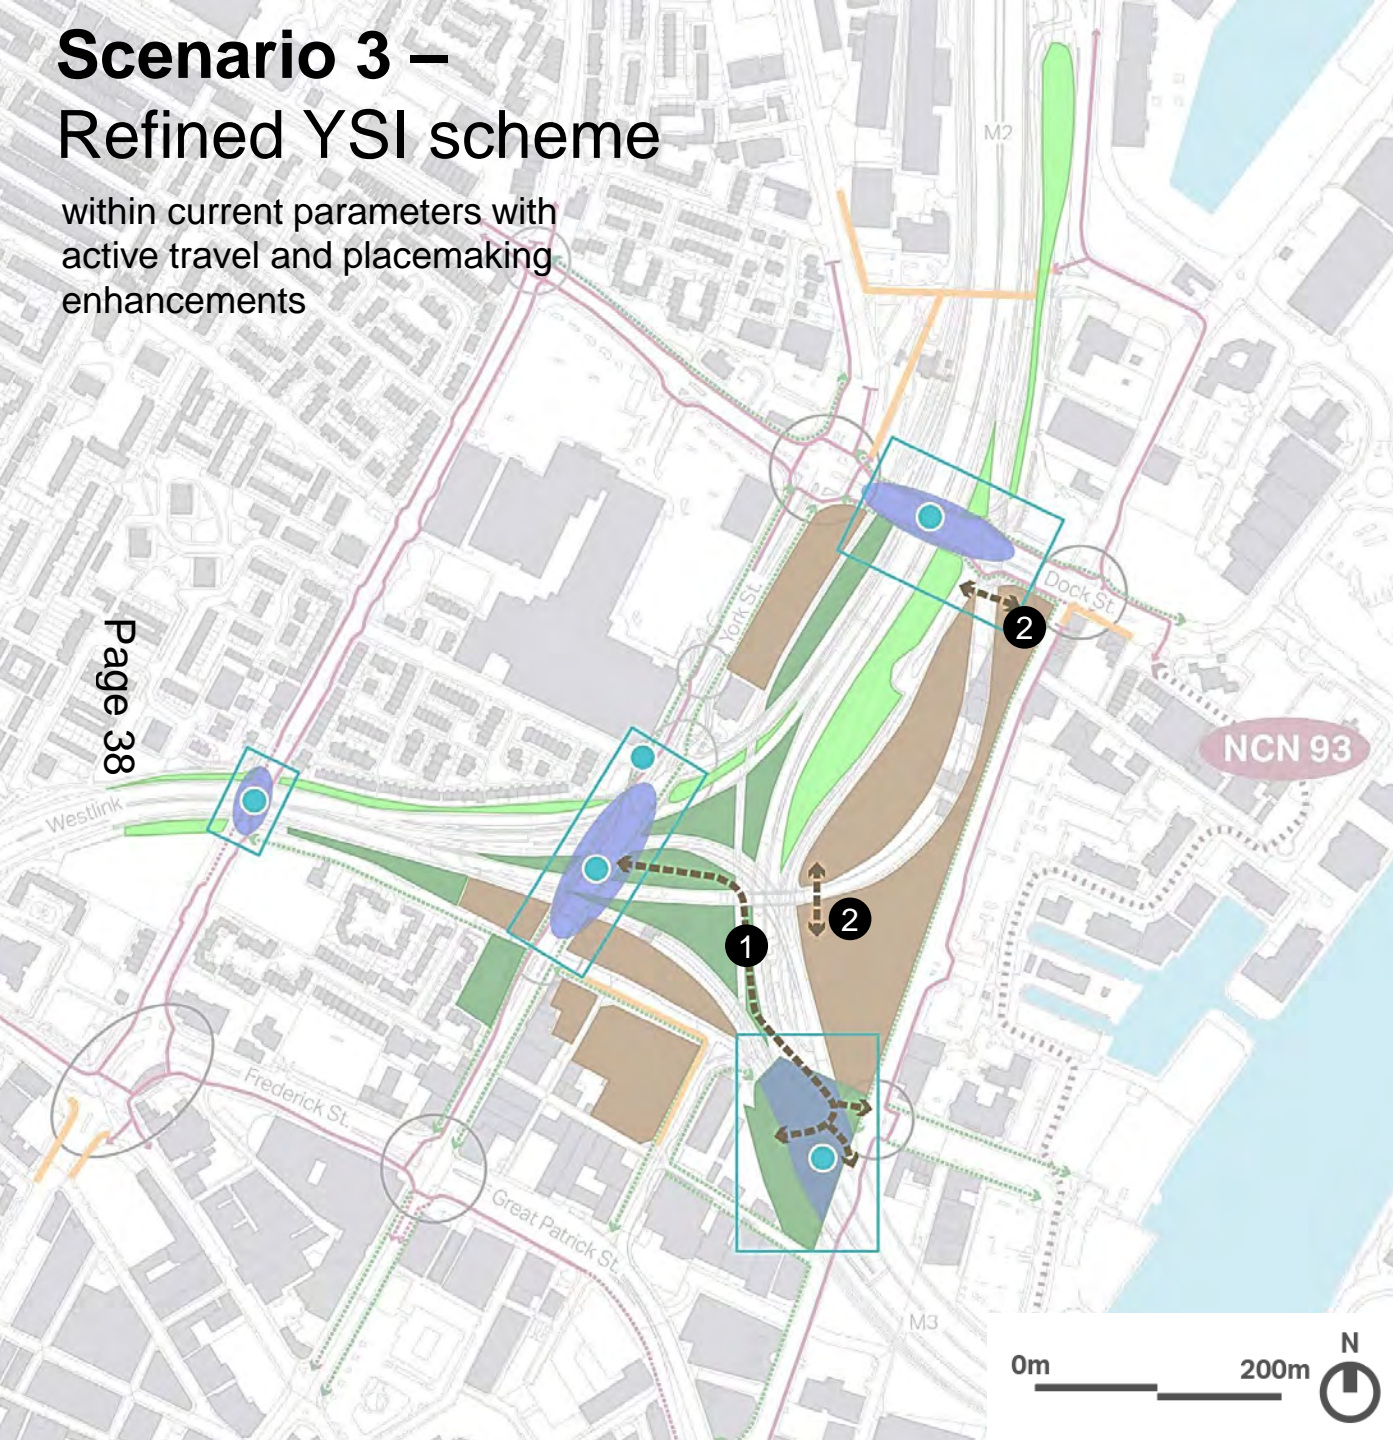 Scenario 3 –
Refined YSI scheme
within current parameters with
active travel and placemaking
enhancements
M2
York St.
Dock St.
2
Page 38
NCN 93
Westlink
2
1
Frederick St.
Great Patrick St.
M3
0m
200m
N